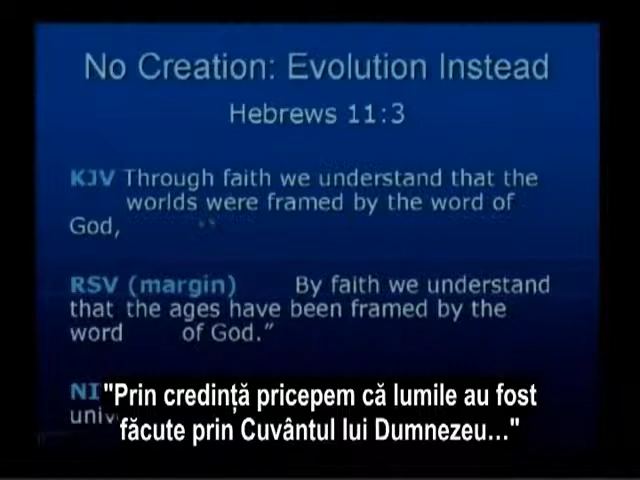 No Creation: Evolution Instead
Hebrews 11:3
KJV Through faith we understand that the
worlds were framed by the word of
God,
RSV (margin) By faith we understand
that the ages have been framed by the
word of God.”
NI
univ
"Prin credință pricepem că lumile au fost
făcute prin Cuvântul lui Dumnezeu…"